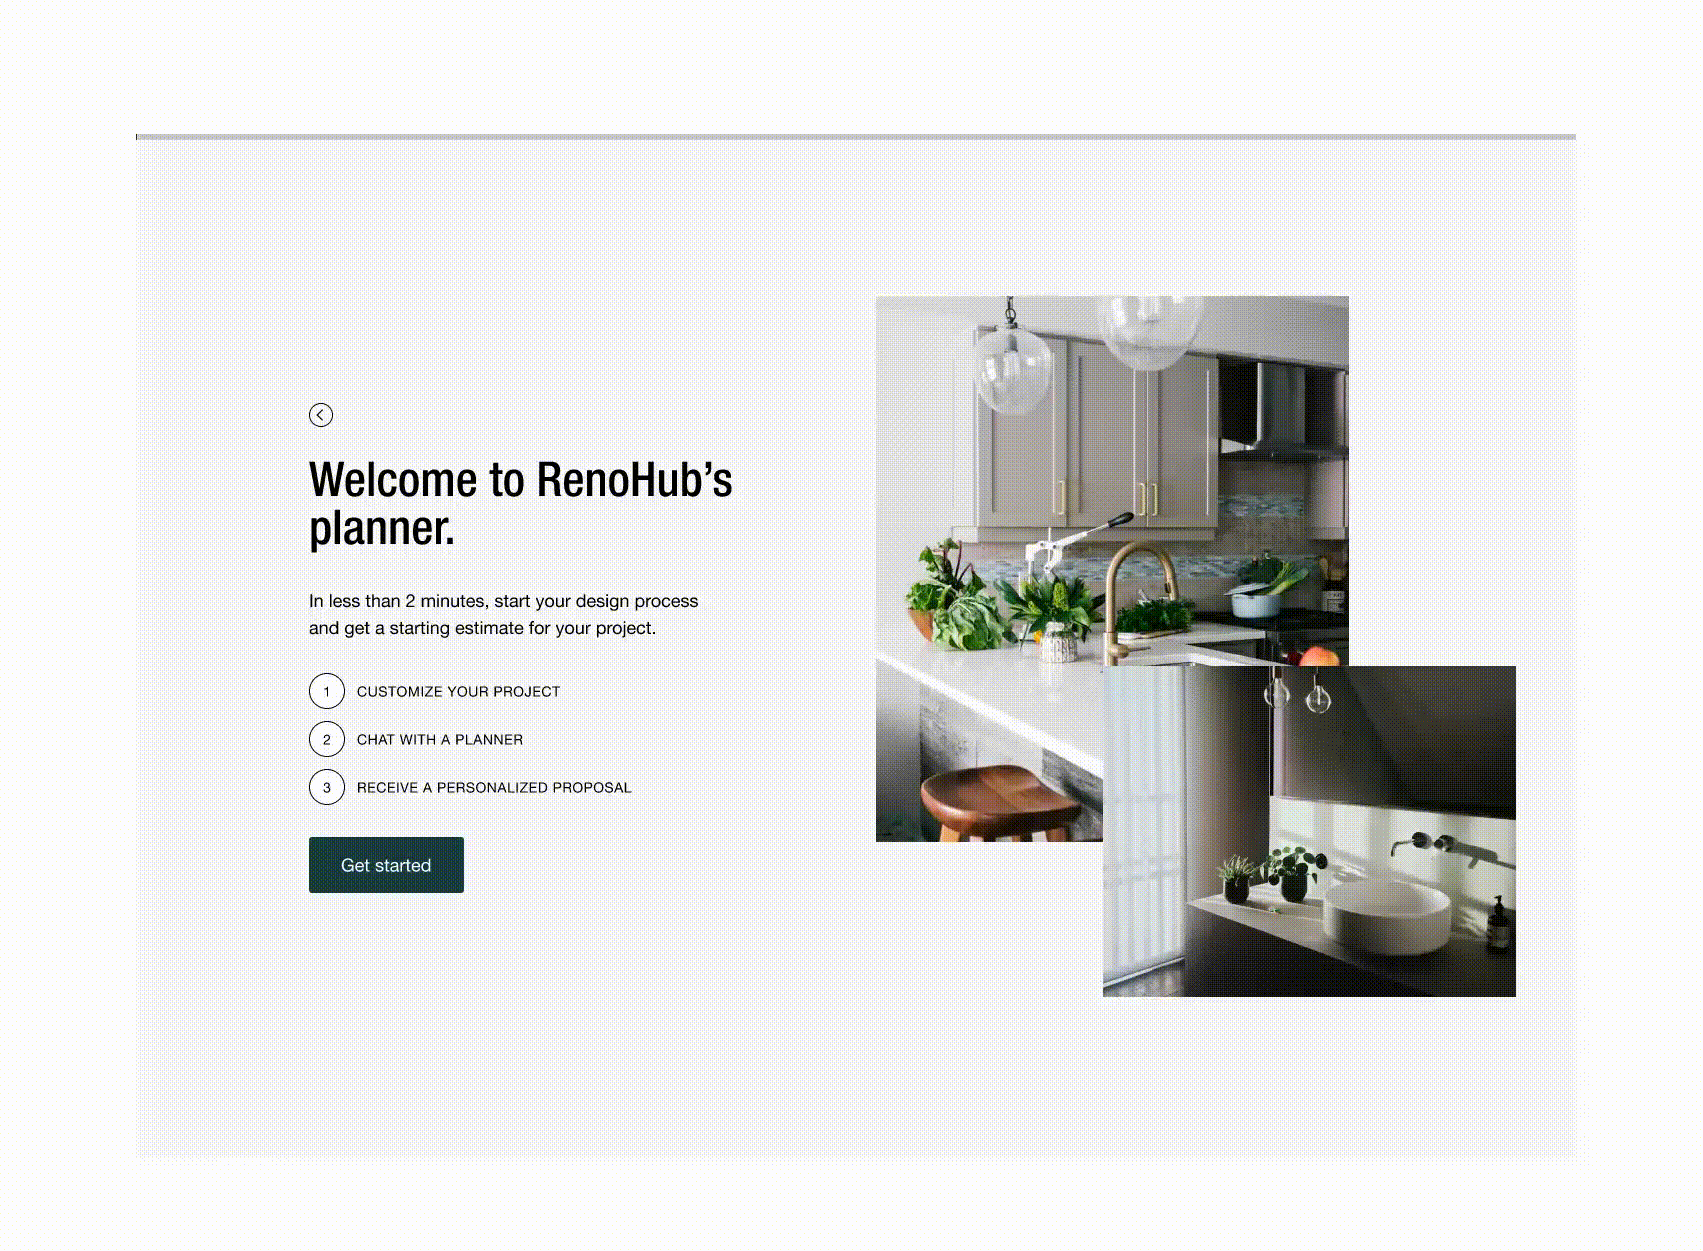 Welcome to RenoHub’s
planner.
In less than 2 minutes, start your design process
and get a starting estimate for your project.
1 CUSTOMIZE YOUR PROJECT
2 CHAT WITH A PLANNER
3 RECEIVE A PERSONALIZED PROPOSAL
Get started